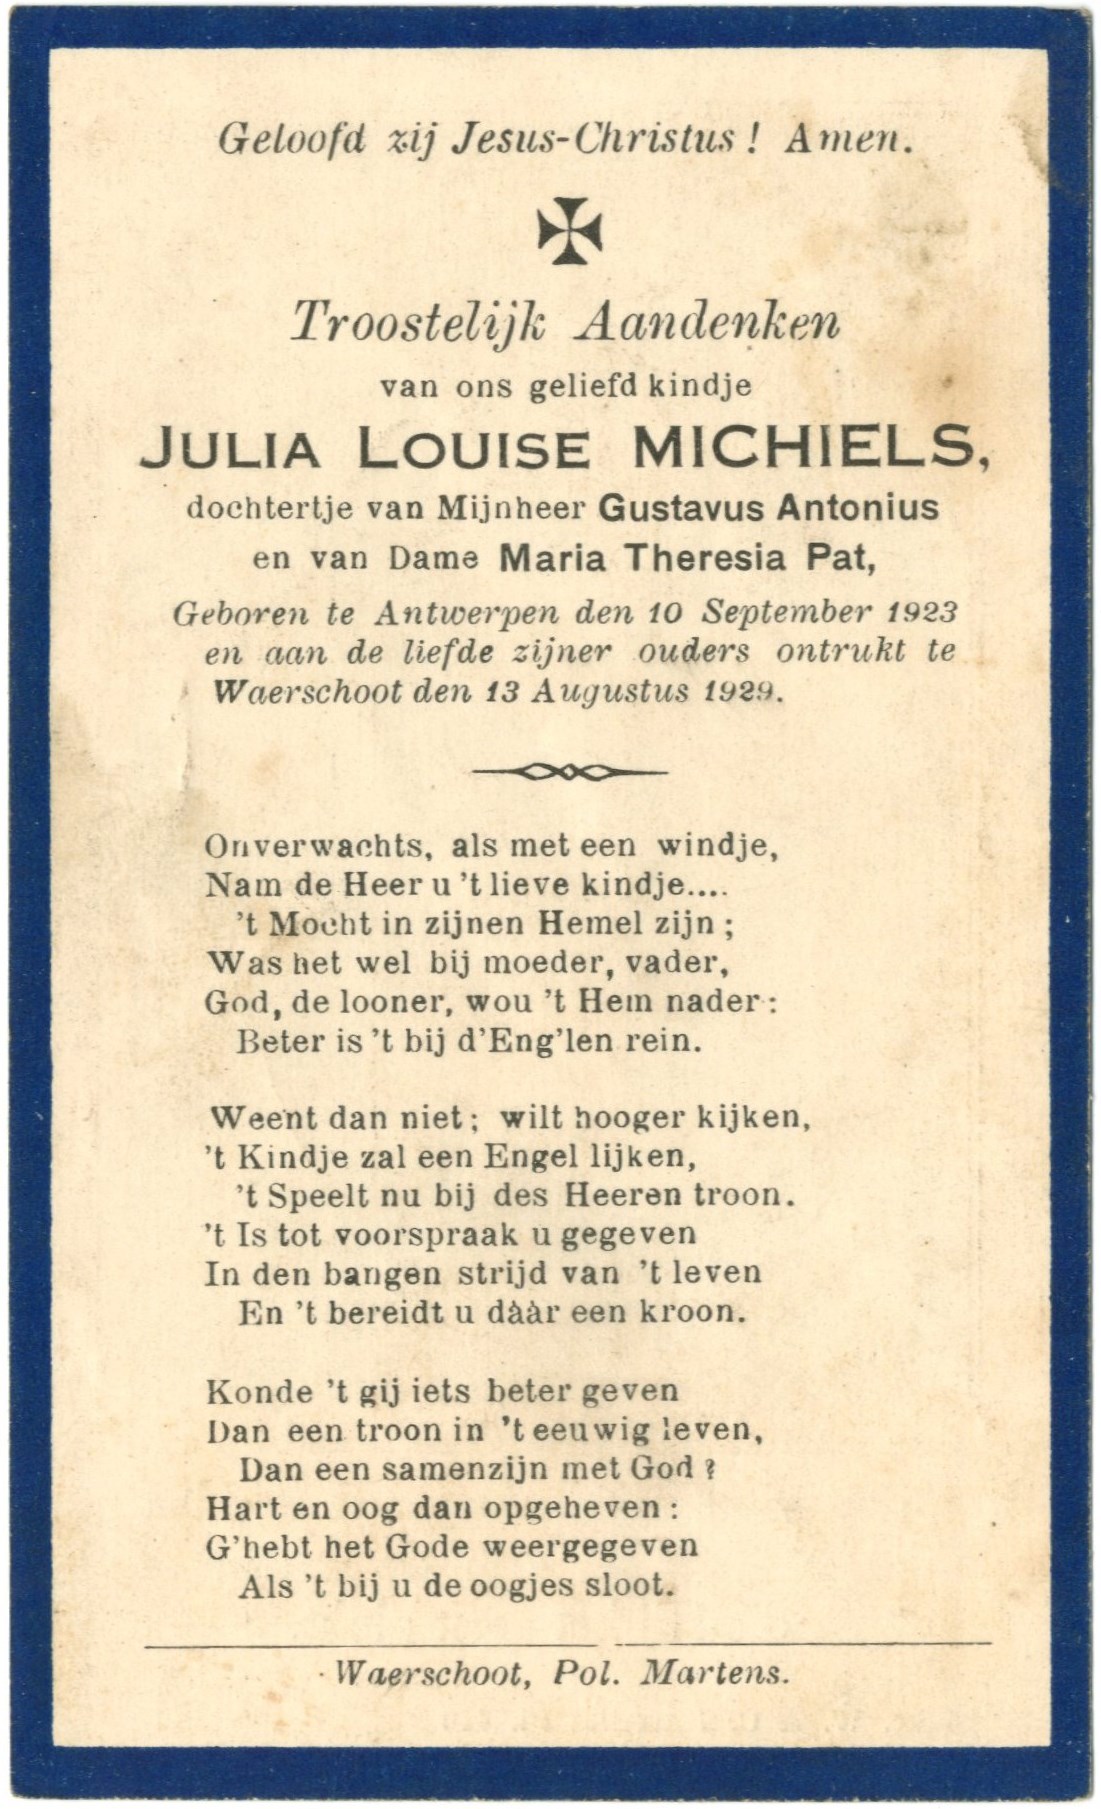 Geloofd zij Jesus-Christus! Amen.
Troostelijk Aandenken
van ons geliefd kindje
JULIA LOUISE MICHIELS,
dochtertje van Mijnheer Gustavus Antonius
en van Dame Maria Theresia Pat,
Geboren te Antwerpen den 10 September 1923
en aan de liefde zijner ouders ontrukt te
Waerschoot den 13 Augustus 1929.
Onverwachts, als met een windje,
Nam de Heer u 't lieve kindje....
't Mocht in zijnen Hemel zijn;
Was het wel bij moeder, vader,
God, de looner, wou 't Hem nader:
Beter is 't bij d'Eng'len rein.
Weent dan niet; wilt hooger kijken,
't Kindje zal een Engel lijken,
't Speelt nu bij des Heeren troon.
't Is tot voorspraak u gegeven
In den bangen strijd van 't leven
En 't bereidt u dààr een kroon.
Konde 't gij iets beter geven
Dan een troon in 't eeuwig leven,
Dan een samenzijn met God?
Hart en oog dan opgeheven:
G'hebt het Gode weergegeven
Als 't bij u de oogjes sloot.
Waerschoot, Pol. Martens.